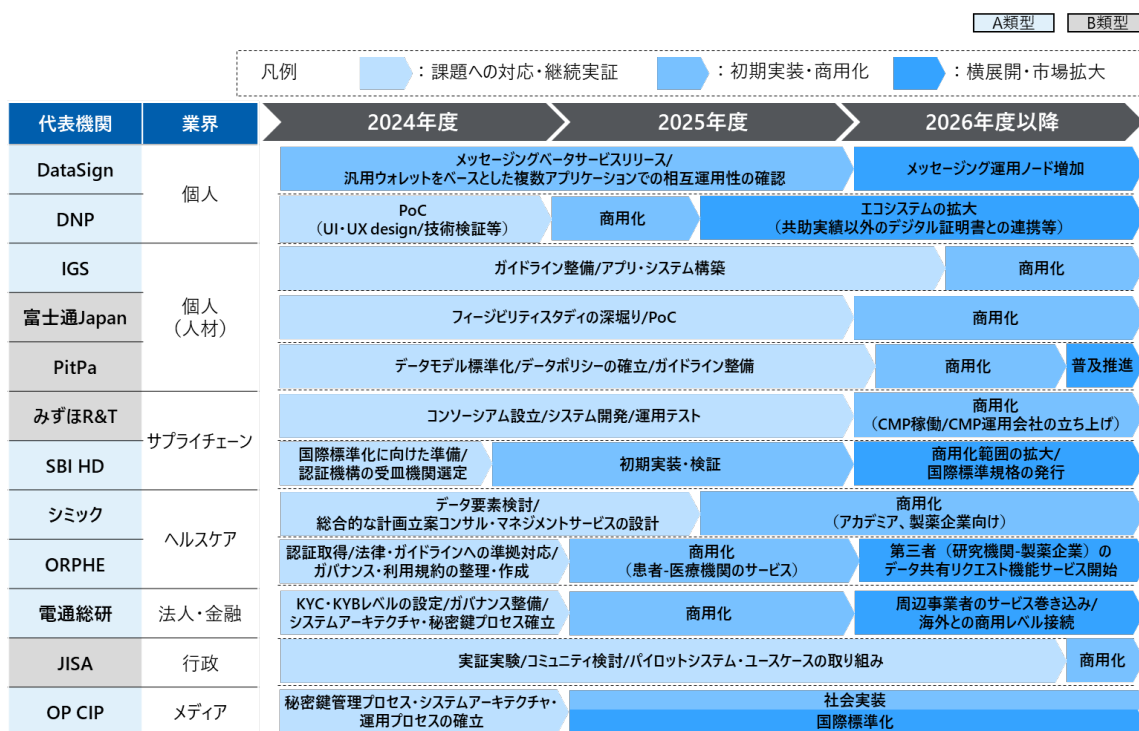 A類型
B類型
凡例
：課題への対応・継続実証
：初期実装・商用化
：横展開・市場拡大
代表機関
業界
2024年度
2025年度
2026年度以降
DataSign
個人
メッセージングベータサービスリリース/
汎用ウォレットをベースとした複数アプリケーションでの相互運用性の確認
メッセージング運用ノード増加
DNP
PoC
（UI・UX design/技術検証等）
商用化
エコシステムの拡大
（共助実績以外のデジタル証明書との連携等）
IGS
個人
（人材）
ガイドライン整備/アプリ・システム構築
商用化
富士通Japan
フィージビリティスタディの深堀り/PoC
商用化
PitPa
データモデル標準化/データポリシーの確立/ガイドライン整備
商用化
普及推進
みずほR&T
サプライチェーン
コンソーシアム設立/システム開発/運用テスト
商用化
（CMP稼働/CMP運用会社の立ち上げ）
SBI HD
国際標準化に向けた準備/
認証機構の受皿機関選定
初期実装・検証
商用化範囲の拡大/
国際標準規格の発行
シミック
ヘルスケア
データ要素検討/
総合的な計画立案コンサル・マネジメントサービスの設計
商用化
（アカデミア、製薬企業向け）
ORPHE
認証取得/法律・ガイドラインへの準拠対応/
ガバナンス・利用規約の整理・作成
商用化
（患者-医療機関のサービス）
第三者（研究機関-製薬企業）の
データ共有リクエスト機能サービス開始
電通総研
法人・金融
KYC・KYBレベルの設定/ガバナンス整備/
システムアーキテクチャ・秘密鍵プロセス確立
商用化
周辺事業者のサービス巻き込み/
海外との商用レベル接続
JISA
行政
実証実験/コミュニティ検討/パイロットシステム・ユースケースの取り組み
商用化
OP CIP
メディア
秘密鍵管理プロセス・システムアーキテクチャ・
運用プロセスの確立
社会実装
国際標準化